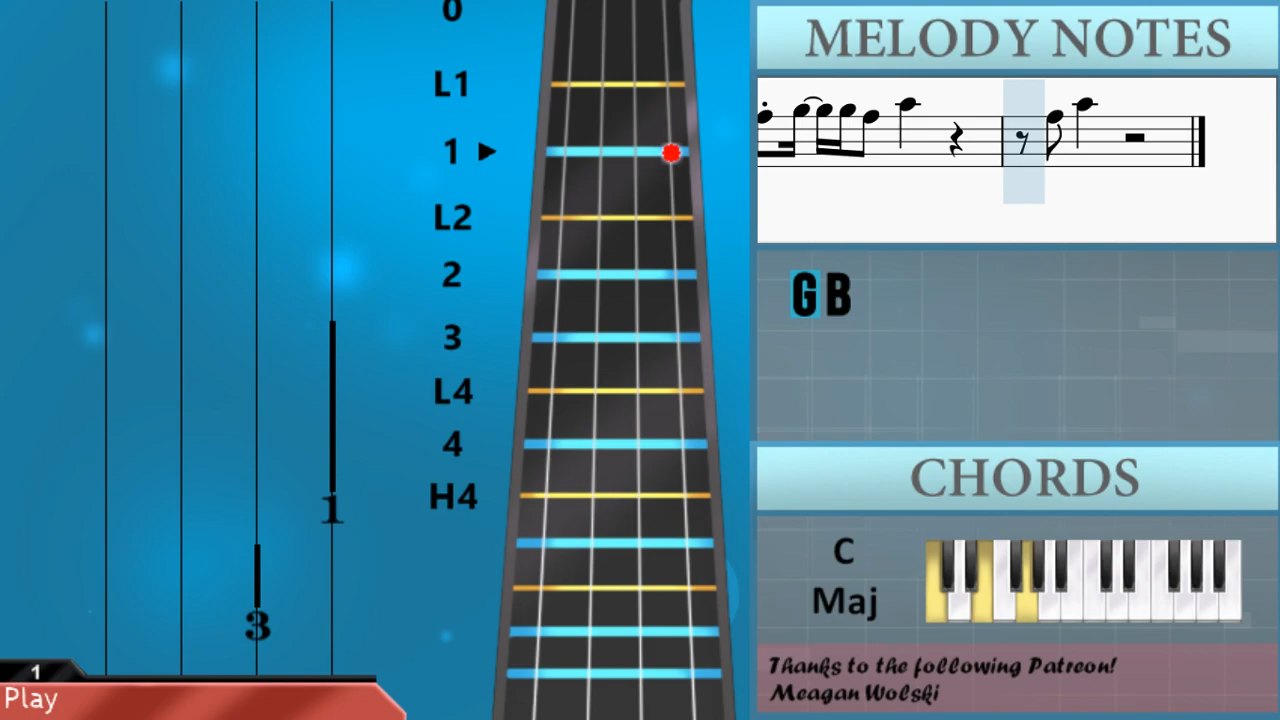 0
L1
1
L2
2
3
L4
4
H4
1
3
1
Play
MELODY NOTES
G B
CHORDS
C
Maj
Thanks to the following Patreon!
Meagan Wolski